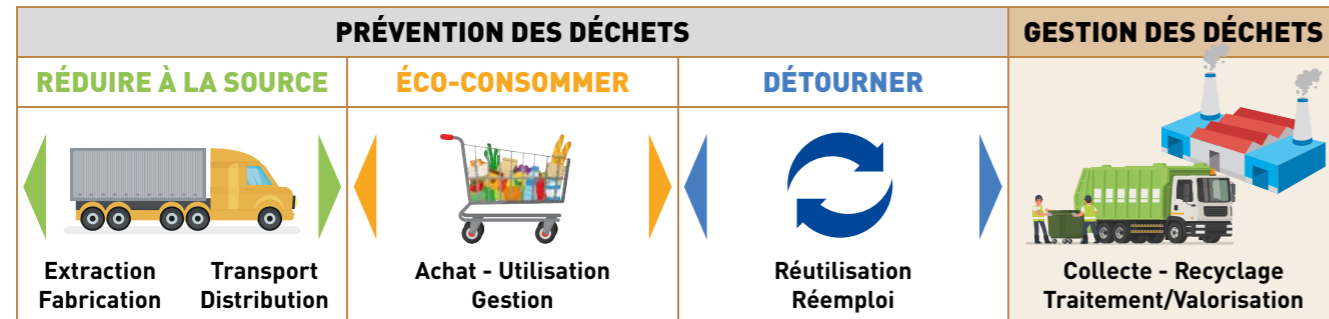 PRÉVENTION DES DÉCHETS
GESTION DES DÉCHETS
RÉDUIRE À LA SOURCE
ÉCO-CONSOMMER
DÉTOURNER
Extraction
Fabrication
Transport
Distribution
Achat - Utilisation
Gestion
Réutilisation
Réemploi
Collecte - Recyclage
Traitement/Valorisation